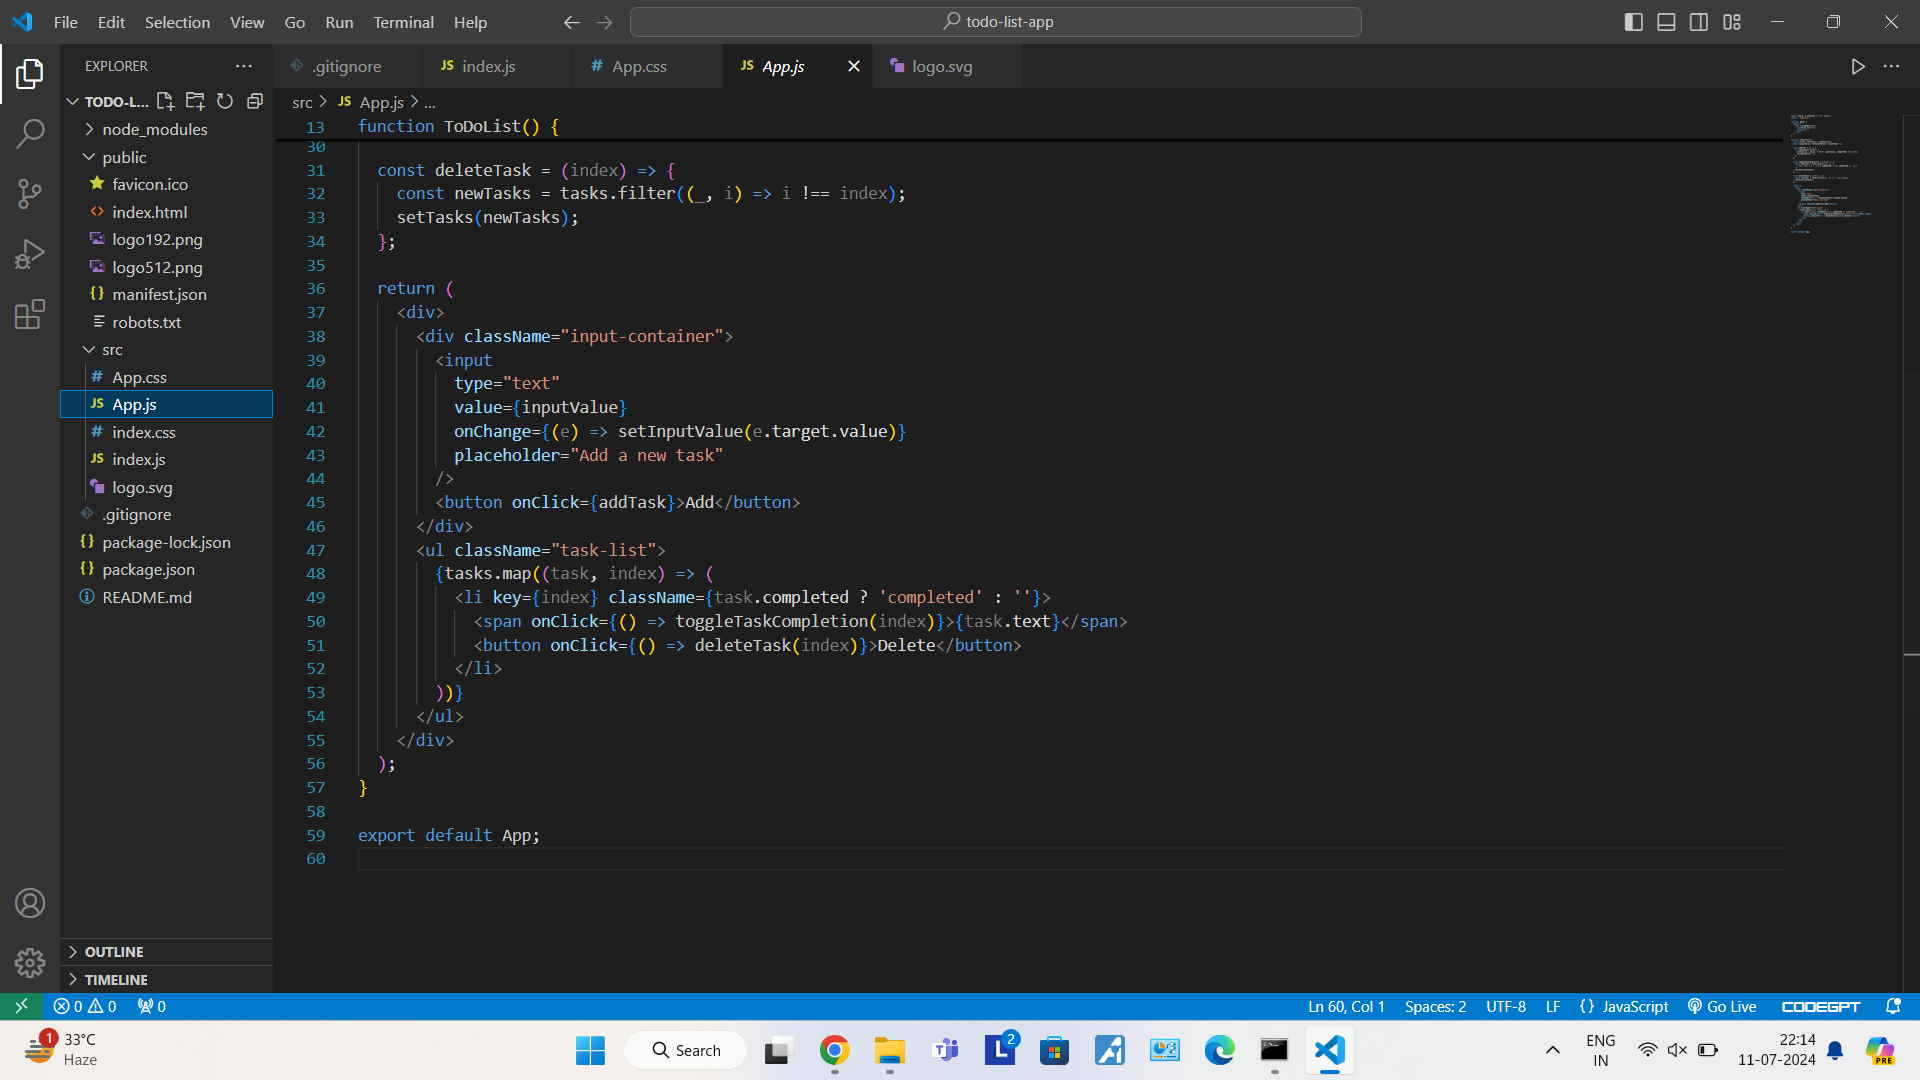 File Edit Selection View Go Run Terminal Help
todo-list-app
EXPLORER
.gitignore
JS index.js
# App.css
JS App.js
logo.svg
TODO-L...
node_modules
public
favicon.ico
<> index.html
logo192.png
logo512.png
{} manifest.json
robots.txt
src
# App.css
JS App.js
# index.css
JS index.js
logo.svg
.gitignore
{} package-lock.json
{} package.json
README.md
OUTLINE
TIMELINE
src > JS App.js > ...
13 function ToDoList() {
30
31 const deleteTask = (index) => {
32 const newTasks = tasks.filter((_, i) => i !== index);
33 setTasks(newTasks);
34 };
35
36 return (
37 <div>
38 <div className="input-container">
39 <input
40 type="text"
41 value={inputValue}
42 onChange={(e) => setInputValue(e.target.value)}
43 placeholder="Add a new task"
44 />
45 <button onClick={addTask}>Add</button>
46 </div>
47 <ul className="task-list">
48 {tasks.map((task, index) => (
49 <li key={index} className={task.completed ? 'completed' : ''}>
50 <span onClick={() => toggleTaskCompletion(index)}>{task.text}</span>
51 <button onClick={() => deleteTask(index)}>Delete</button>
52 </li>
53 ))}
54 </ul>
55 </div>
56 );
57 }
58
59 export default App;
60
0 0 0
Ln 60, Col 1 Spaces: 2 UTF-8 LF {} JavaScript Go Live CODEGPT
1
33°C
Haze
Search
2
ENG
IN
22:14
11-07-2024
PRE